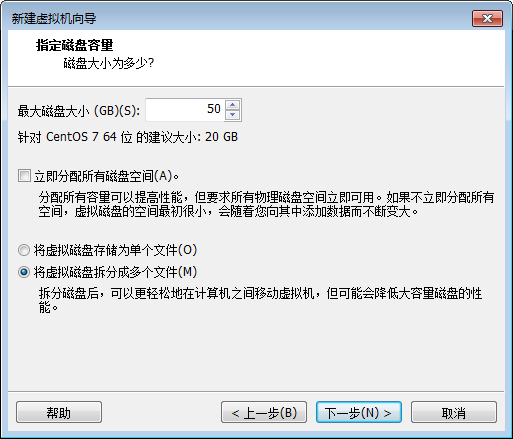 新建虚拟机向导
指定磁盘容量
磁盘大小为多少?
最大磁盘大小 (GB)(S): 50
针对 CentOS 7 64 位 的建议大小: 20 GB
立即分配所有磁盘空间(A)。
分配所有容量可以提高性能，但要求所有物理磁盘空间立即可用。如果不立即分配所有
空间，虚拟磁盘的空间最初很小，会随着您向其中添加数据而不断变大。
将虚拟磁盘存储为单个文件(O)
将虚拟磁盘拆分成多个文件(M)
拆分磁盘后，可以更轻松地在计算机之间移动虚拟机，但可能会降低大容量磁盘的性
能。
帮助 < 上一步(B) 下一步(N) > 取消